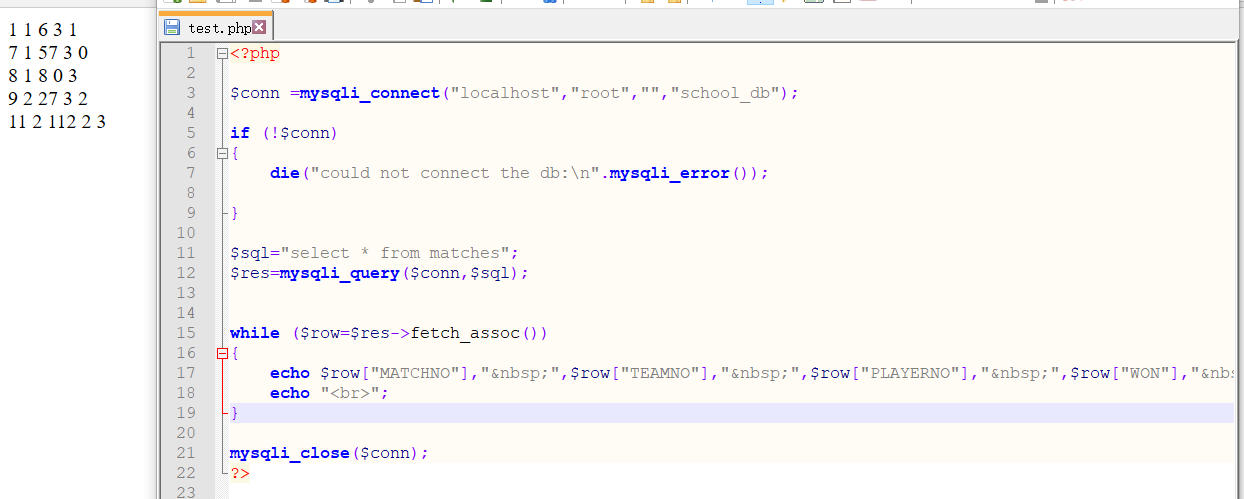 1 1 6 3 1
7 1 57 3 0
8 1 8 0 3
9 2 27 3 2
11 2 112 2 3
test.php
1 <?php
2
3 $conn =mysqli_connect("localhost","root","","school_db");
4
5 if (!$conn)
6 {
7 die("could not connect the db:\n".mysqli_error());
8
9 }
10
11 $sql="select * from matches";
12 $res=mysqli_query($conn,$sql);
13
14
15 while ($row=$res->fetch_assoc())
16 {
17 echo $row["MATCHNO"],"&nbsp;",$row["TEAMNO"],"&nbsp;",$row["PLAYERNO"],"&nbsp;",$row["WON"],"&nbs
18 echo "<br>";
19 }
20
21 mysqli_close($conn);
22 ?>
23